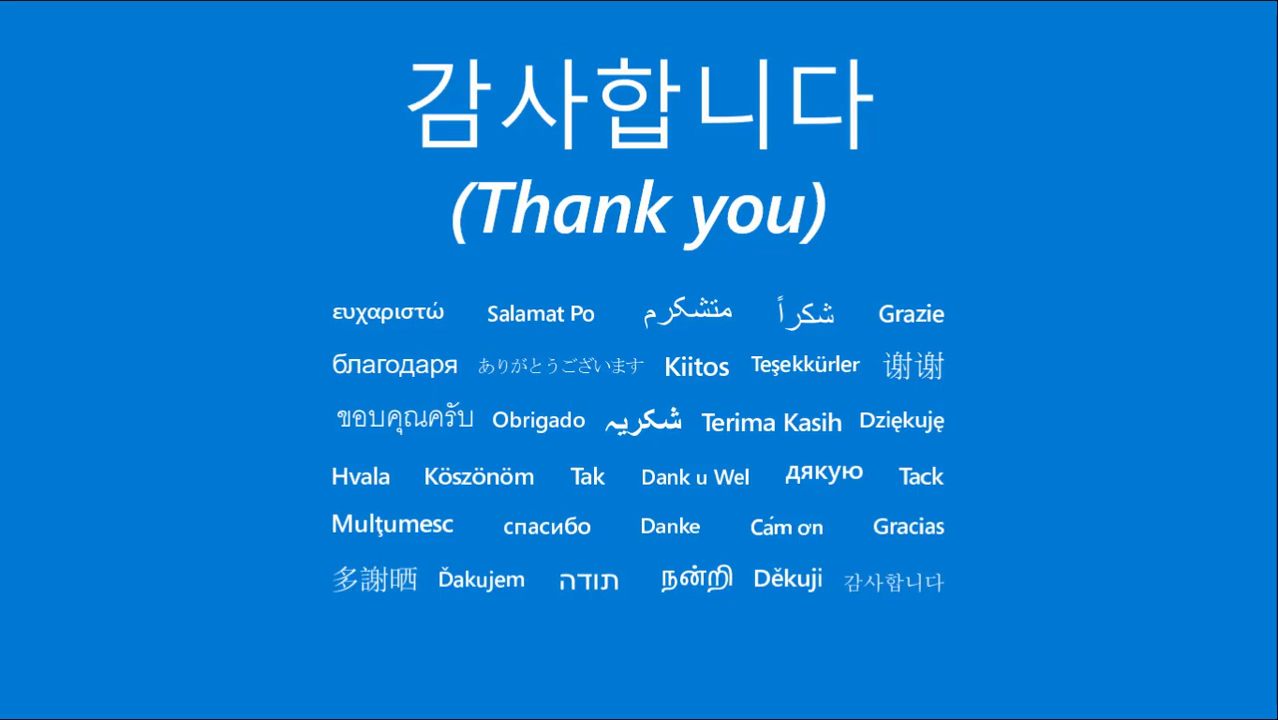 감사합니다
(Thank you)
ευχαριστώ Salamat Po متشکرم شكراً Grazie
благодаря ありがとうございます Kiitos Teşekkürler 谢谢
ขอบคุณครับ Obrigado شکریہ Terima Kasih Dziękuję
Hvala Köszönöm Tak Dank u Wel дякую Tack
Mulţumesc спасибо Danke Cám ơn Gracias
多謝晒 Ďakujem תודה நன்றி Děkuji 감사합니다